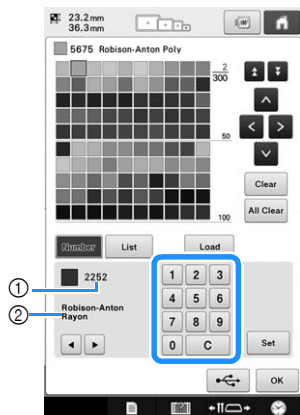 23.2mm
36.3mm
5675 Robison-Anton Poly
2
300
50
100
Clear
All Clear
Number
List
Load
① 2252
② Robison-Anton
Rayon
1 2 3
4 5 6
7 8 9
0 C
Set
OK